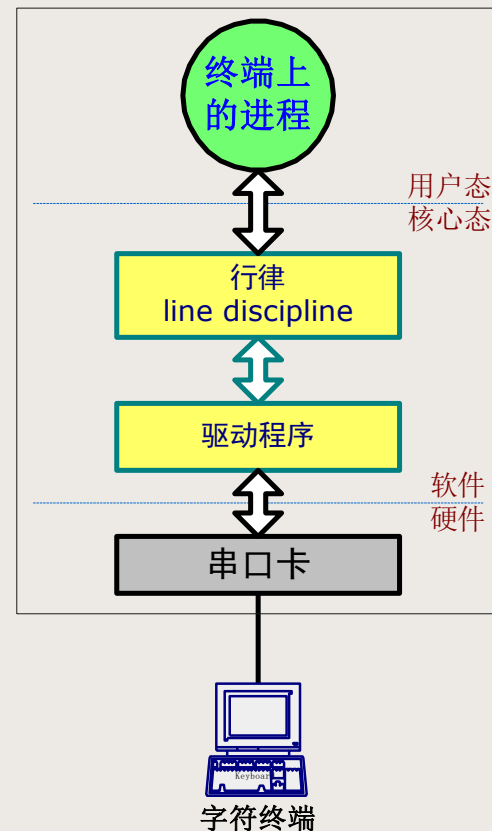 终端上
的进程
用户态
核心态
行律
line discipline
驱动程序
软件
硬件
串口卡
Keyboard
字符终端